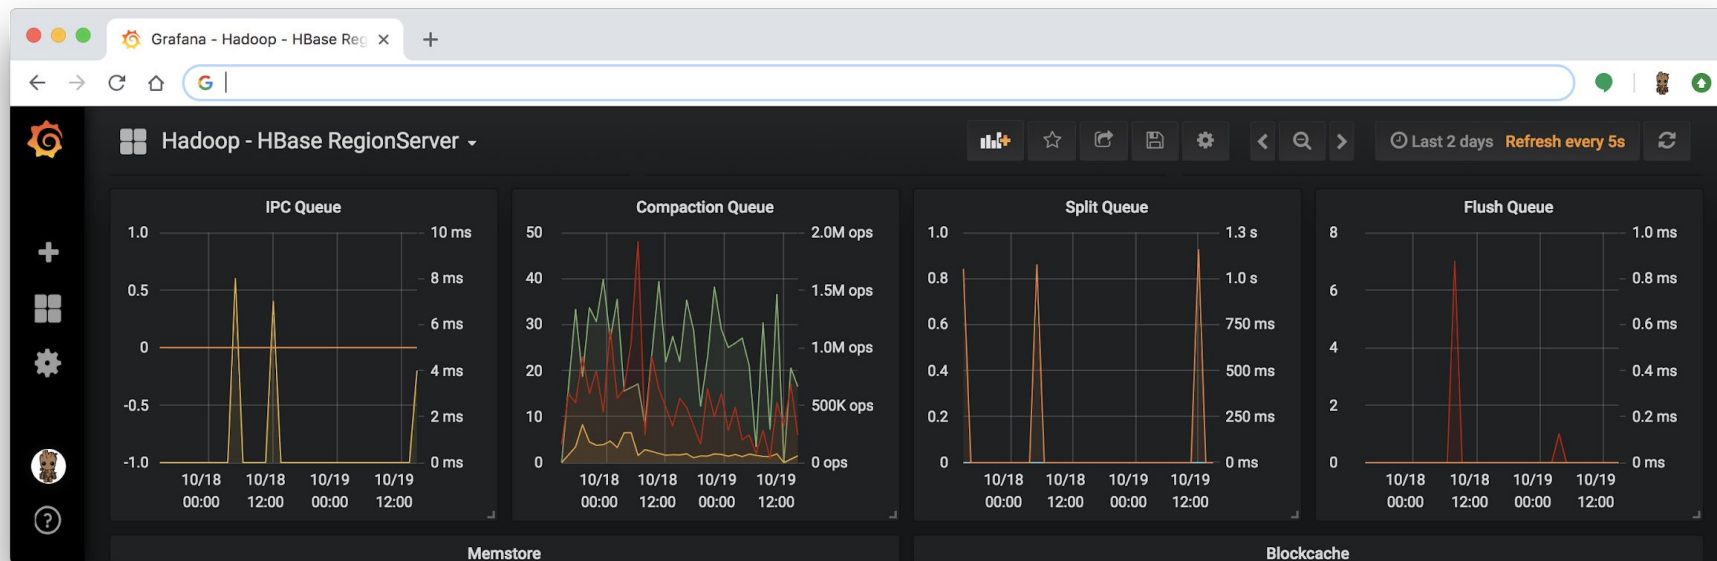 Grafana - Hadoop - HBase Reg
Hadoop - HBase RegionServer
Last 2 days Refresh every 5s
IPC Queue
1.0
0.5
0
-0.5
-1.0
10 ms
8 ms
6 ms
4 ms
2 ms
0 ms
10/18 10/18 10/19 10/19
00:00 12:00 00:00 12:00
Compaction Queue
50
40
30
20
10
0
2.0M ops
1.5M ops
1.0M ops
500K ops
0 ops
10/18 10/18 10/19 10/19
00:00 12:00 00:00 12:00
Split Queue
1.0
0.8
0.6
0.4
0.2
0
1.3 s
1.0 s
750 ms
500 ms
250 ms
0 ms
10/18 10/18 10/19 10/19
00:00 12:00 00:00 12:00
Flush Queue
8
6
4
2
0
1.0 ms
0.8 ms
0.6 ms
0.4 ms
0.2 ms
0 ms
10/18 10/18 10/19 10/19
00:00 12:00 00:00 12:00
Memstore
Blockcache